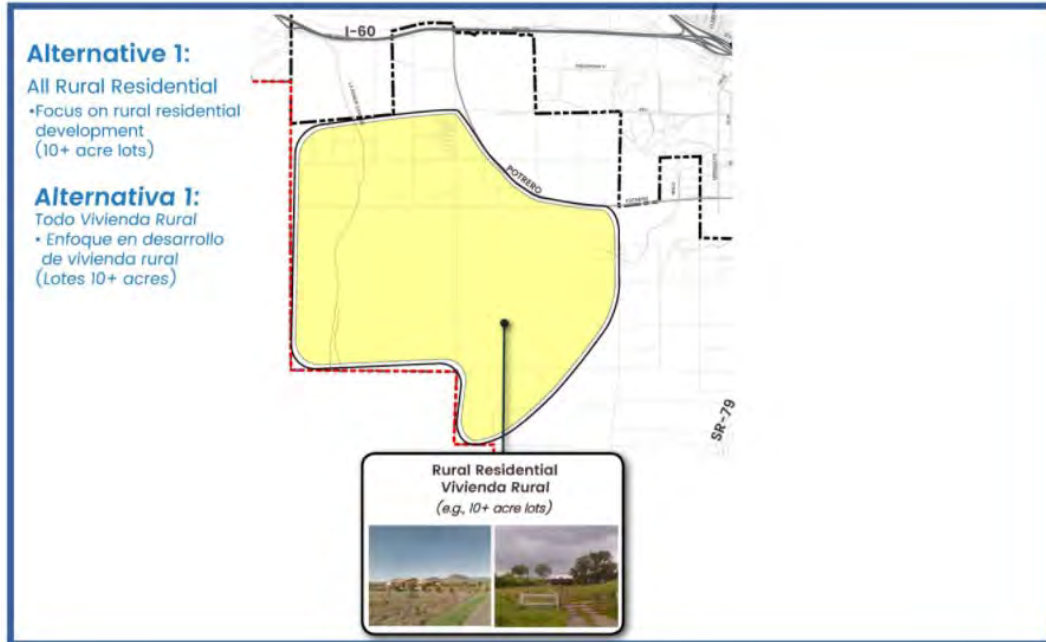 Alternative 1:
All Rural Residential
•Focus on rural residential
development
(10+ acre lots)
Alternativa 1:
Todo Vivienda Rural
• Enfoque en desarrollo
de vivienda rural
(Lotes 10+ acres)
I-60
POTRERO
SR-79
Rural Residential
Vivienda Rural
(e.g., 10+ acre lots)